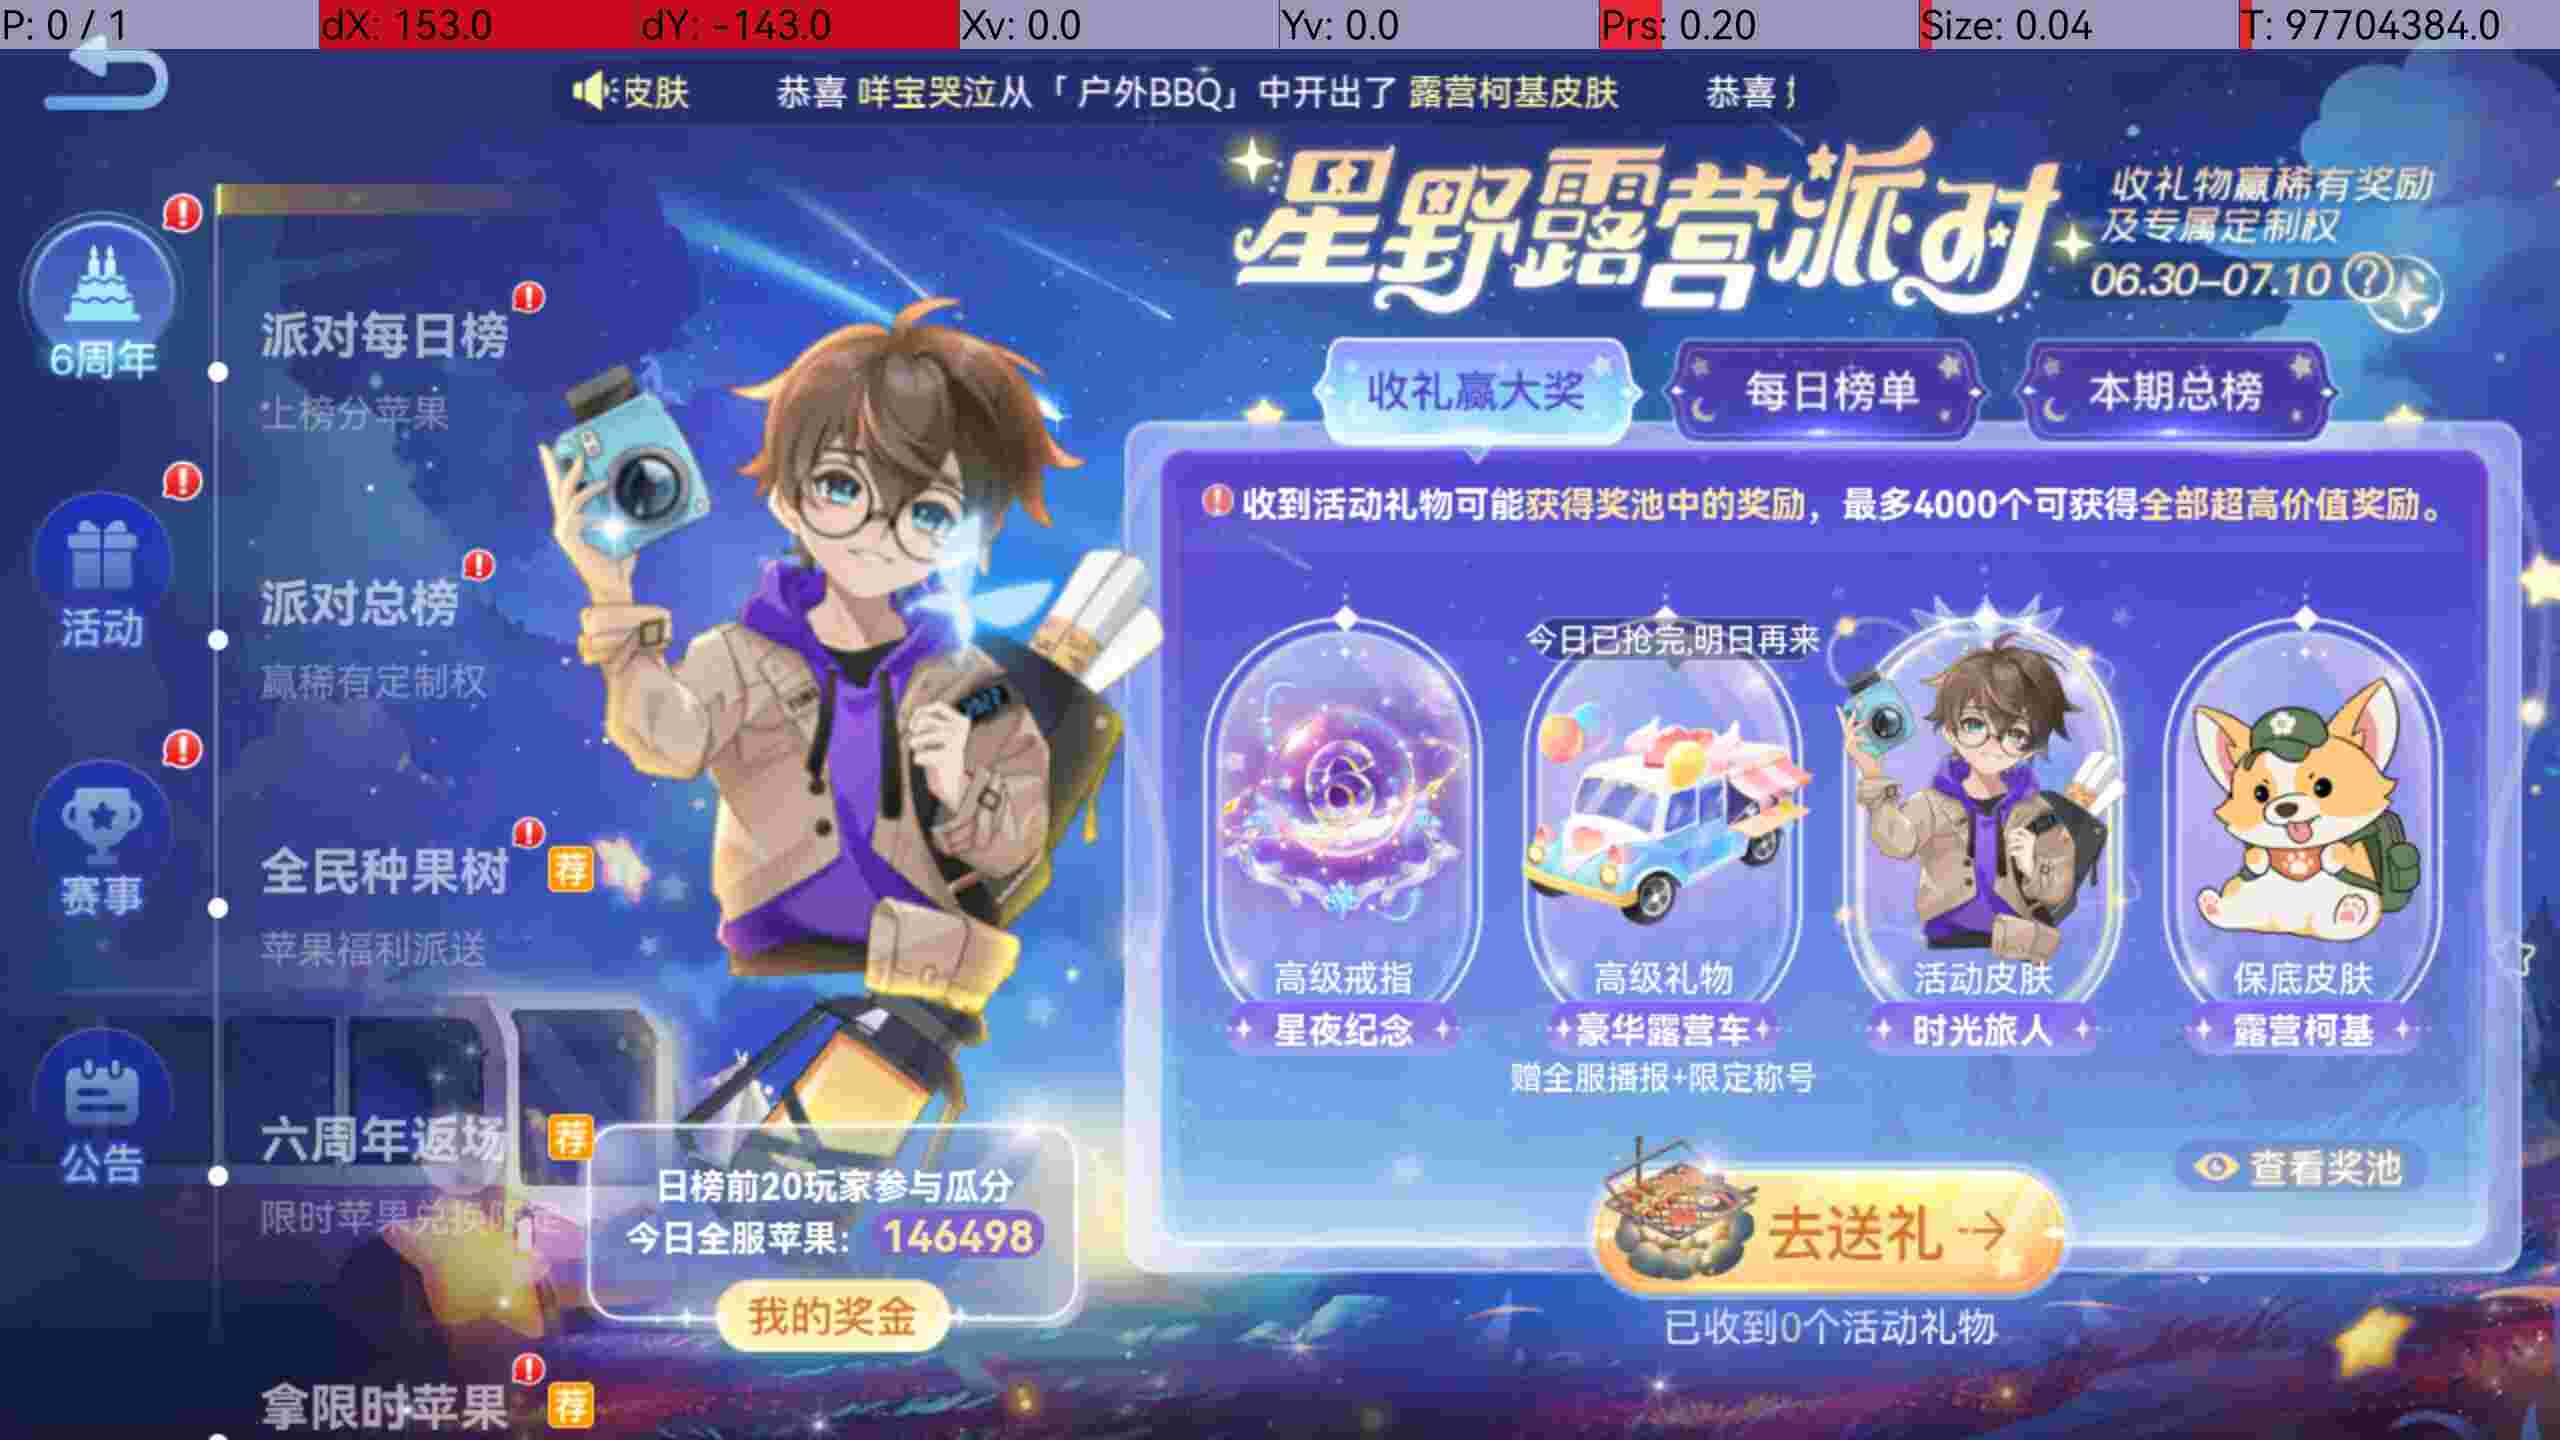 P: 0 / 1
dX: 153.0
dY: -143.0
Xv: 0.0
Yv: 0.0
Prs: 0.20
Size: 0.04
T: 97704384.0
皮肤 恭喜 咩宝哭泣从「 户外BBQ」中开出了 露营柯基皮肤 恭喜
星野露营派对
收礼物赢稀有奖励
及专属定制权
06.30-07.10
?
6周年
活动
赛事
公告
派对每日榜
上榜分苹果
派对总榜
赢稀有定制权
全民种果树
荐
苹果福利派送
六周年返场
荐
限时苹果兑换限定
拿限时苹果
荐
日榜前20玩家参与瓜分
今日全服苹果: 146498
我的奖金
收礼赢大奖
每日榜单
本期总榜
收到活动礼物可能获得奖池中的奖励，最多4000个可获得全部超高价值奖励。
今日已抢完,明日再来
6
高级戒指
星夜纪念
高级礼物
豪华露营车
赠全服播报+限定称号
活动皮肤
时光旅人
保底皮肤
露营柯基
查看奖池
去送礼
已收到0个活动礼物